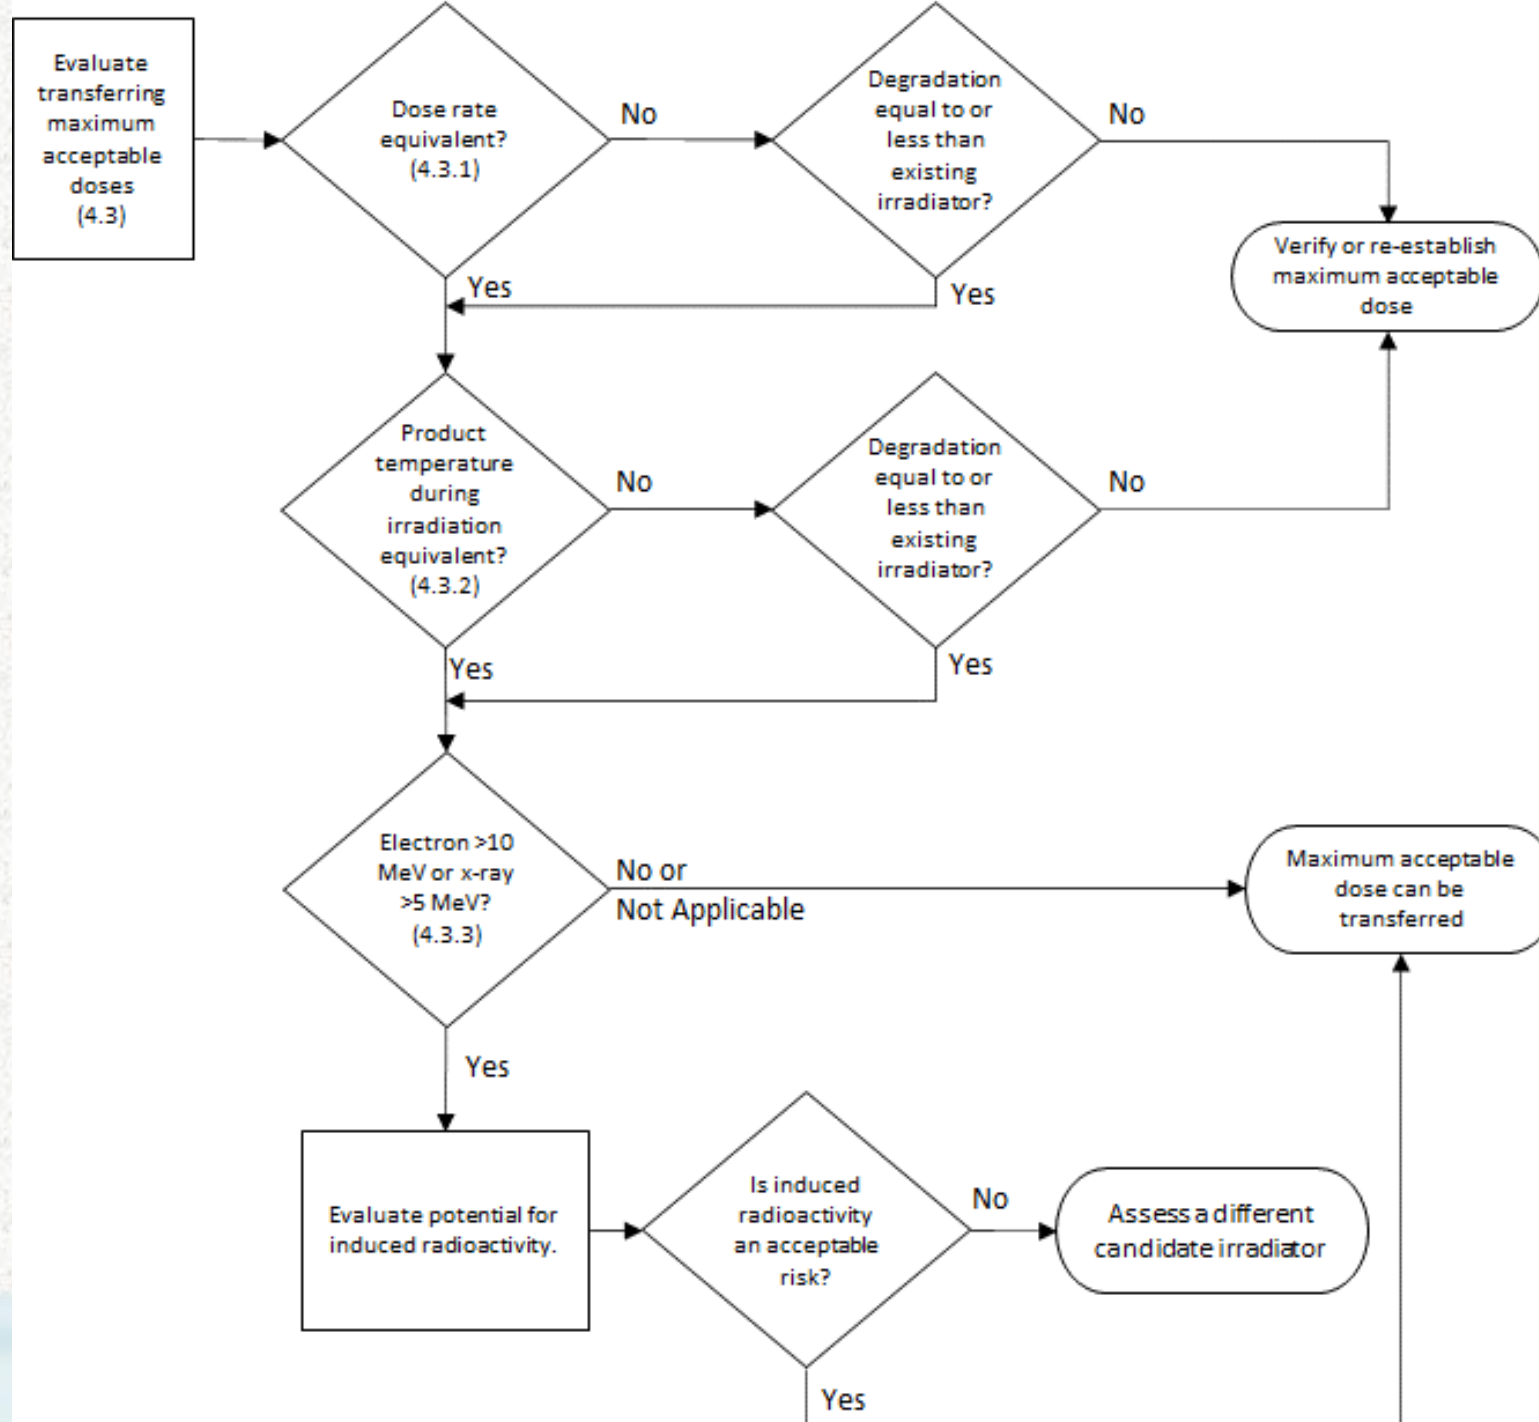 Evaluate
transferring
maximum
acceptable
doses
(4.3)
Dose rate
equivalent?
(4.3.1)
No
Degradation
equal to or
less than
existing
irradiator?
No
Verify or re-establish
maximum acceptable
dose
Yes
Yes
Product
temperature
during
irradiation
equivalent?
(4.3.2)
No
Degradation
equal to or
less than
existing
irradiator?
No
Yes
Yes
Electron >10
MeV or x-ray
>5 MeV?
(4.3.3)
No or
Not Applicable
Maximum acceptable
dose can be
transferred
Yes
Evaluate potential for
induced radioactivity.
Is induced
radioactivity
an acceptable
risk?
No
Assess a different
candidate irradiator
Yes